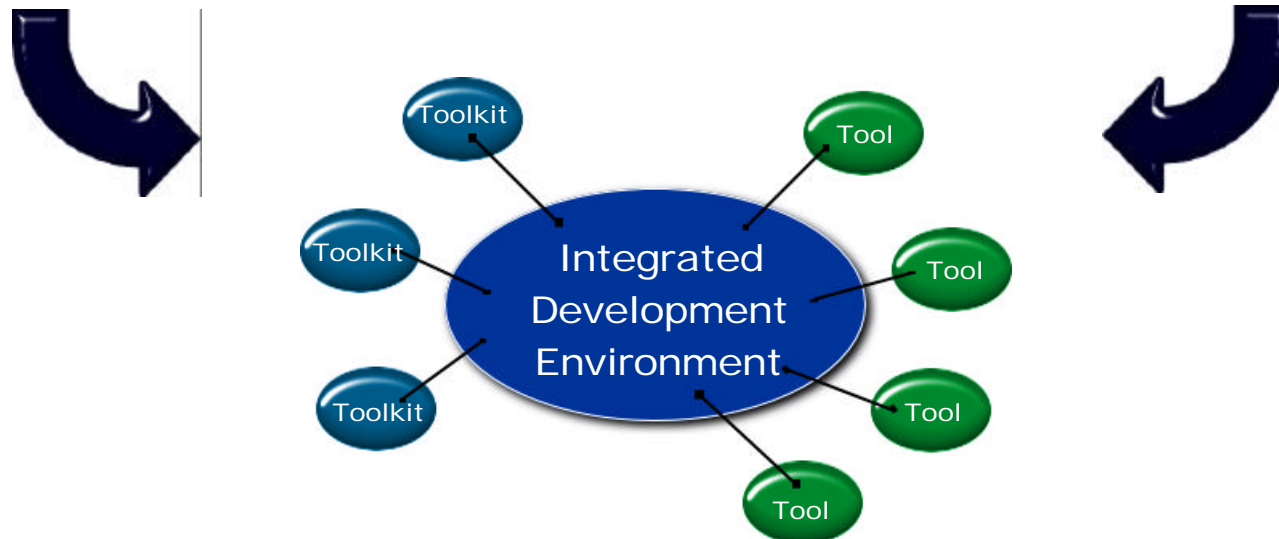 Toolkit
Tool
Toolkit
Integrated
Development
Environment
Tool
Toolkit
Tool
Tool